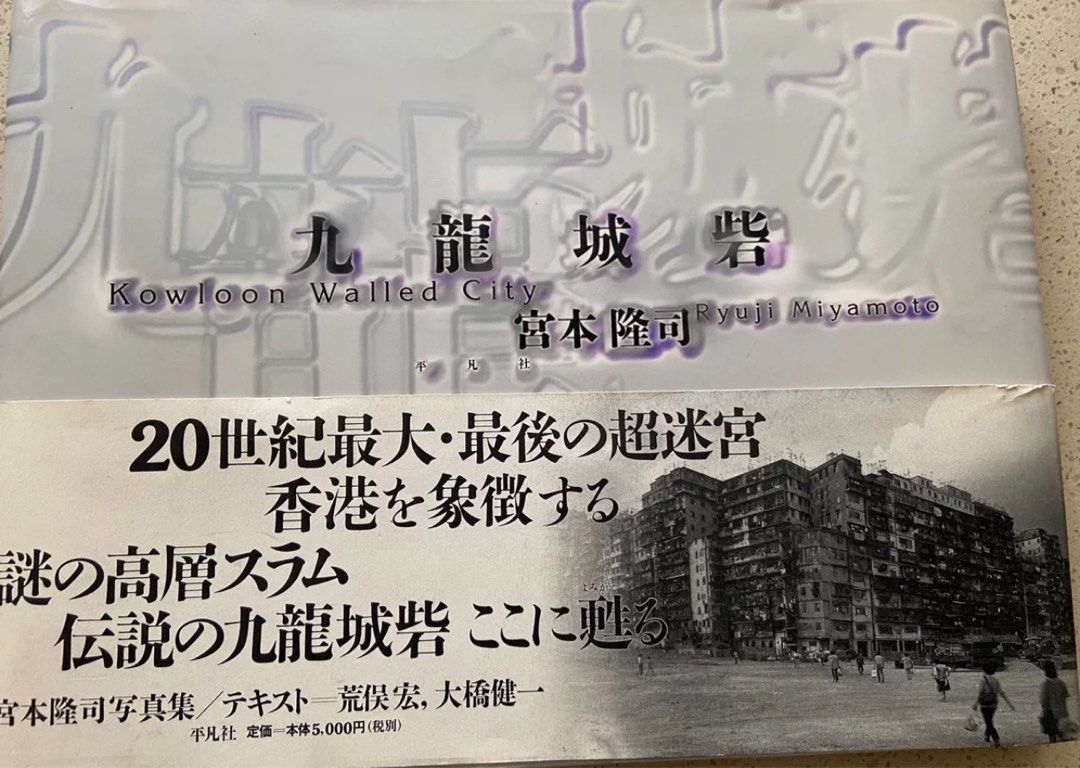 九龍城砦
Kowloon Walled City
宮本隆司 Ryuji Miyamoto
平凡社
20世紀最大・最後の超迷宮
香港を象徴する
謎の高層スラム
伝説の九龍城砦 ここに甦る
よみがえ
宮本隆司写真集/テキスト=荒俣宏, 大橋健一
平凡社 定価=本体5,000円(税別)